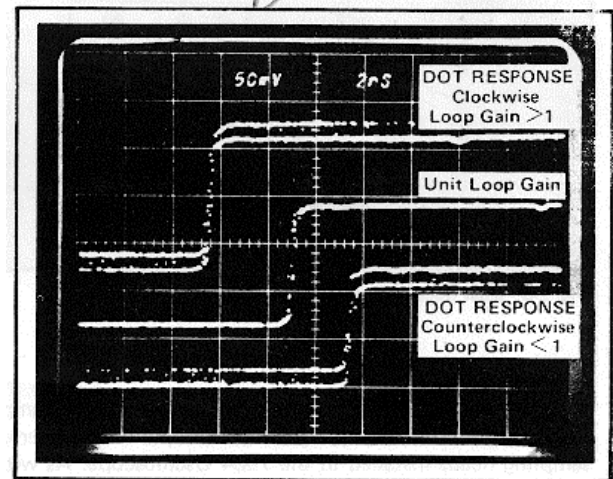 50mV 2nS
DOT RESPONSE
Clockwise
Loop Gain >1
Unit Loop Gain
DOT RESPONSE
Counterclockwise
Loop Gain < 1